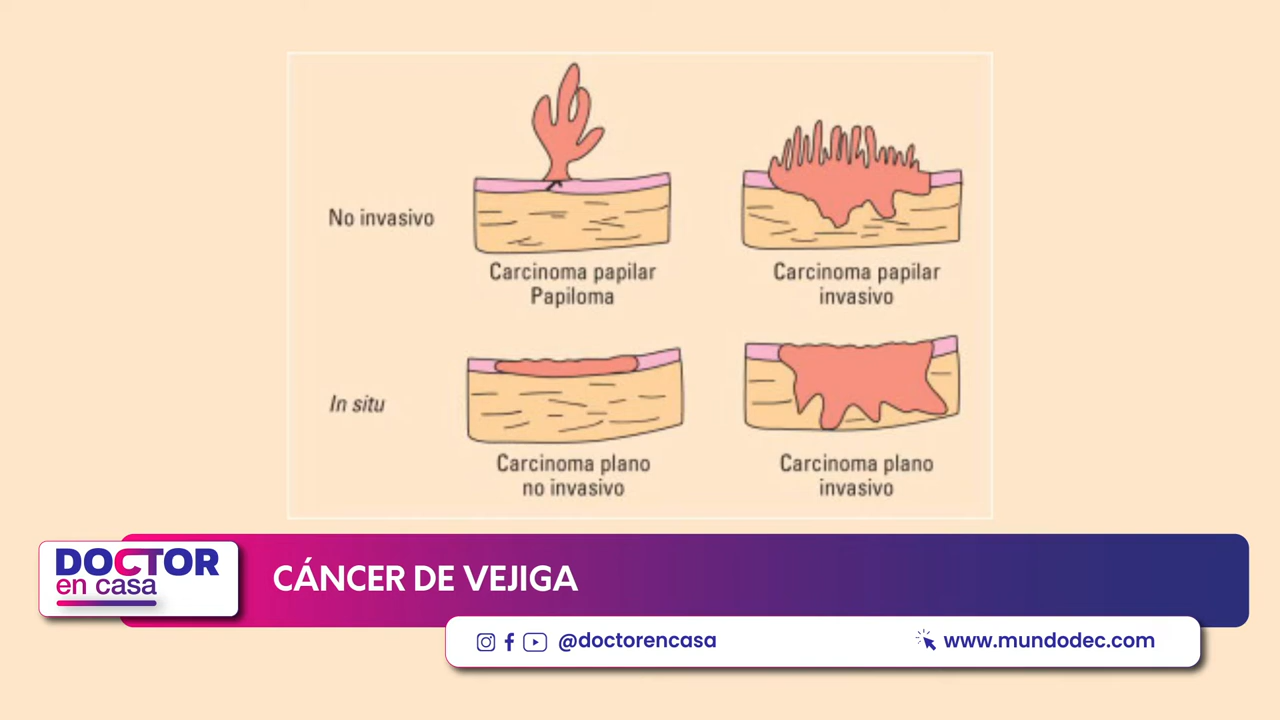 No invasivo
Carcinoma papilar
Papiloma
Carcinoma papilar
invasivo
In situ
Carcinoma plano
no invasivo
Carcinoma plano
invasivo
DOCTOR
en casa
CÁNCER DE VEJIGA
@doctorencasa
www.mundodec.com